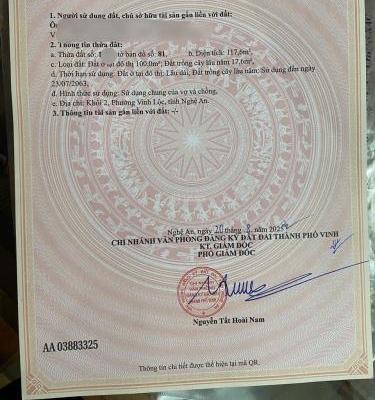 1. Người sử dụng đất, chủ sở hữu tài sản gắn liền với đất:
Ô
V
2. Thông tin thửa đất:
a. Thửa đất số: 1 tờ bản đồ số: 81, b. Diện tích: 117,6m²,
c. Loại đất: Đất ở tại đô thị 100,0m²; Đất trồng cây lâu năm 17,6m²,
d. Thời hạn sử dụng: Đất ở tại đô thị: Lâu dài, Đất trồng cây lâu năm: Sử dụng đến ngày
23/07/2063,
đ. Hình thức sử dụng: Sử dụng chung của vợ và chồng,
e. Địa chỉ: Khối 2, Phường Vinh Lộc, tỉnh Nghệ An.
3. Thông tin tài sản gắn liền với đất: -/-
Nghệ An, ngày 20 tháng 8 năm 2025
CHI NHÁNH VĂN PHÒNG ĐĂNG KÝ ĐẤT ĐAI THÀNH PHỐ VINH
KT. GIÁM ĐỐC
PHÓ GIÁM ĐỐC
Nguyễn Tất Hoài Nam
AA 03883325
Thông tin chi tiết được thể hiện tại mã QR.